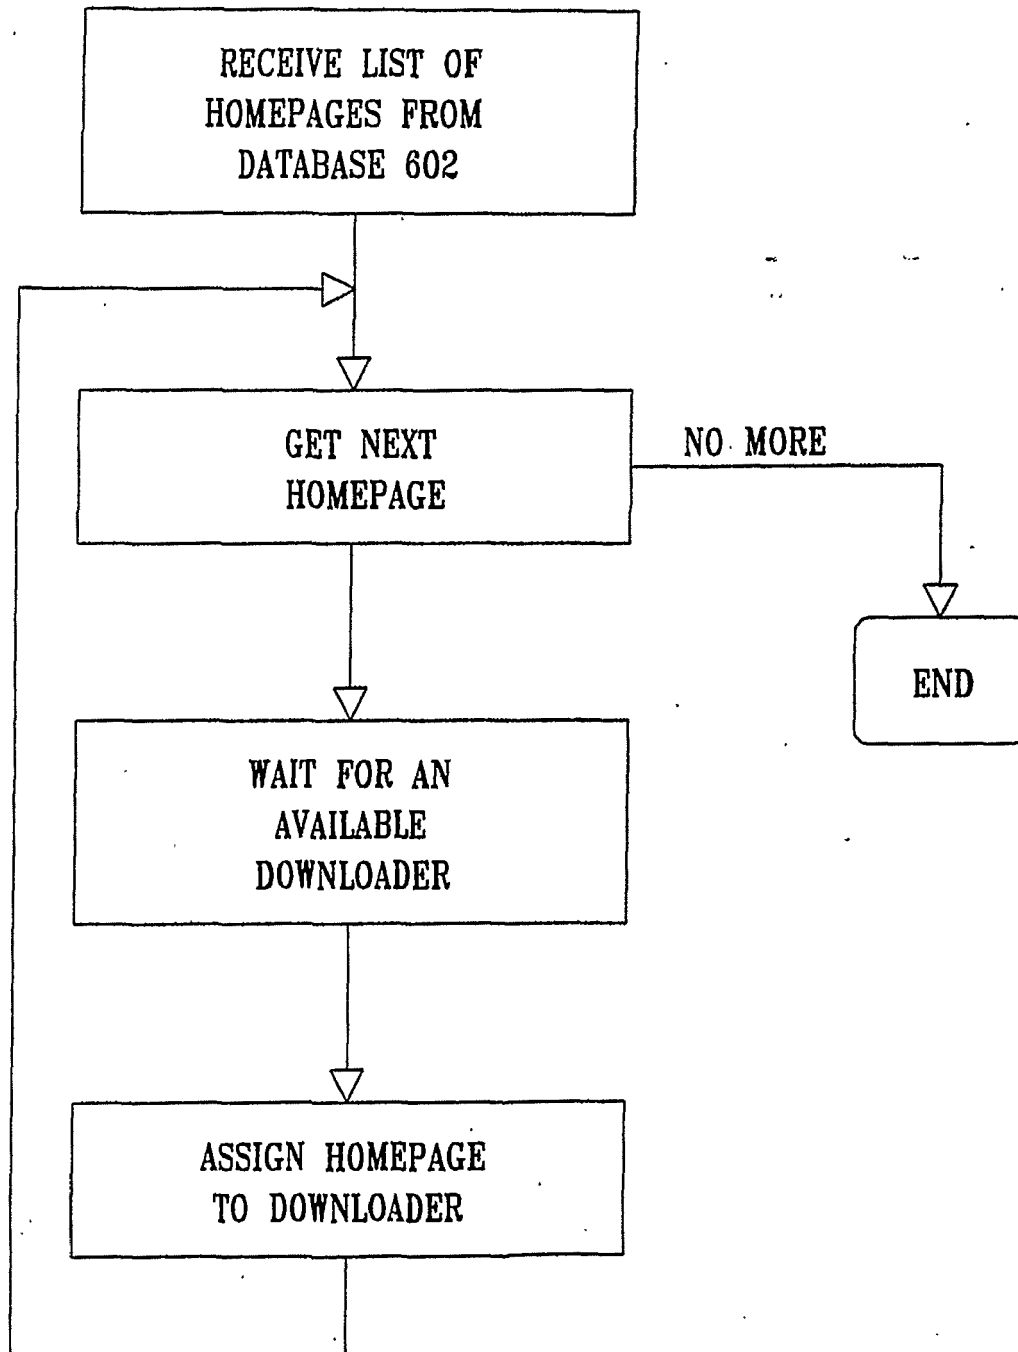 RECEIVE LIST OF
HOMEPAGES FROM
DATABASE 602
GET NEXT
HOMEPAGE
NO MORE
END
WAIT FOR AN
AVAILABLE
DOWNLOADER
ASSIGN HOMEPAGE
TO DOWNLOADER